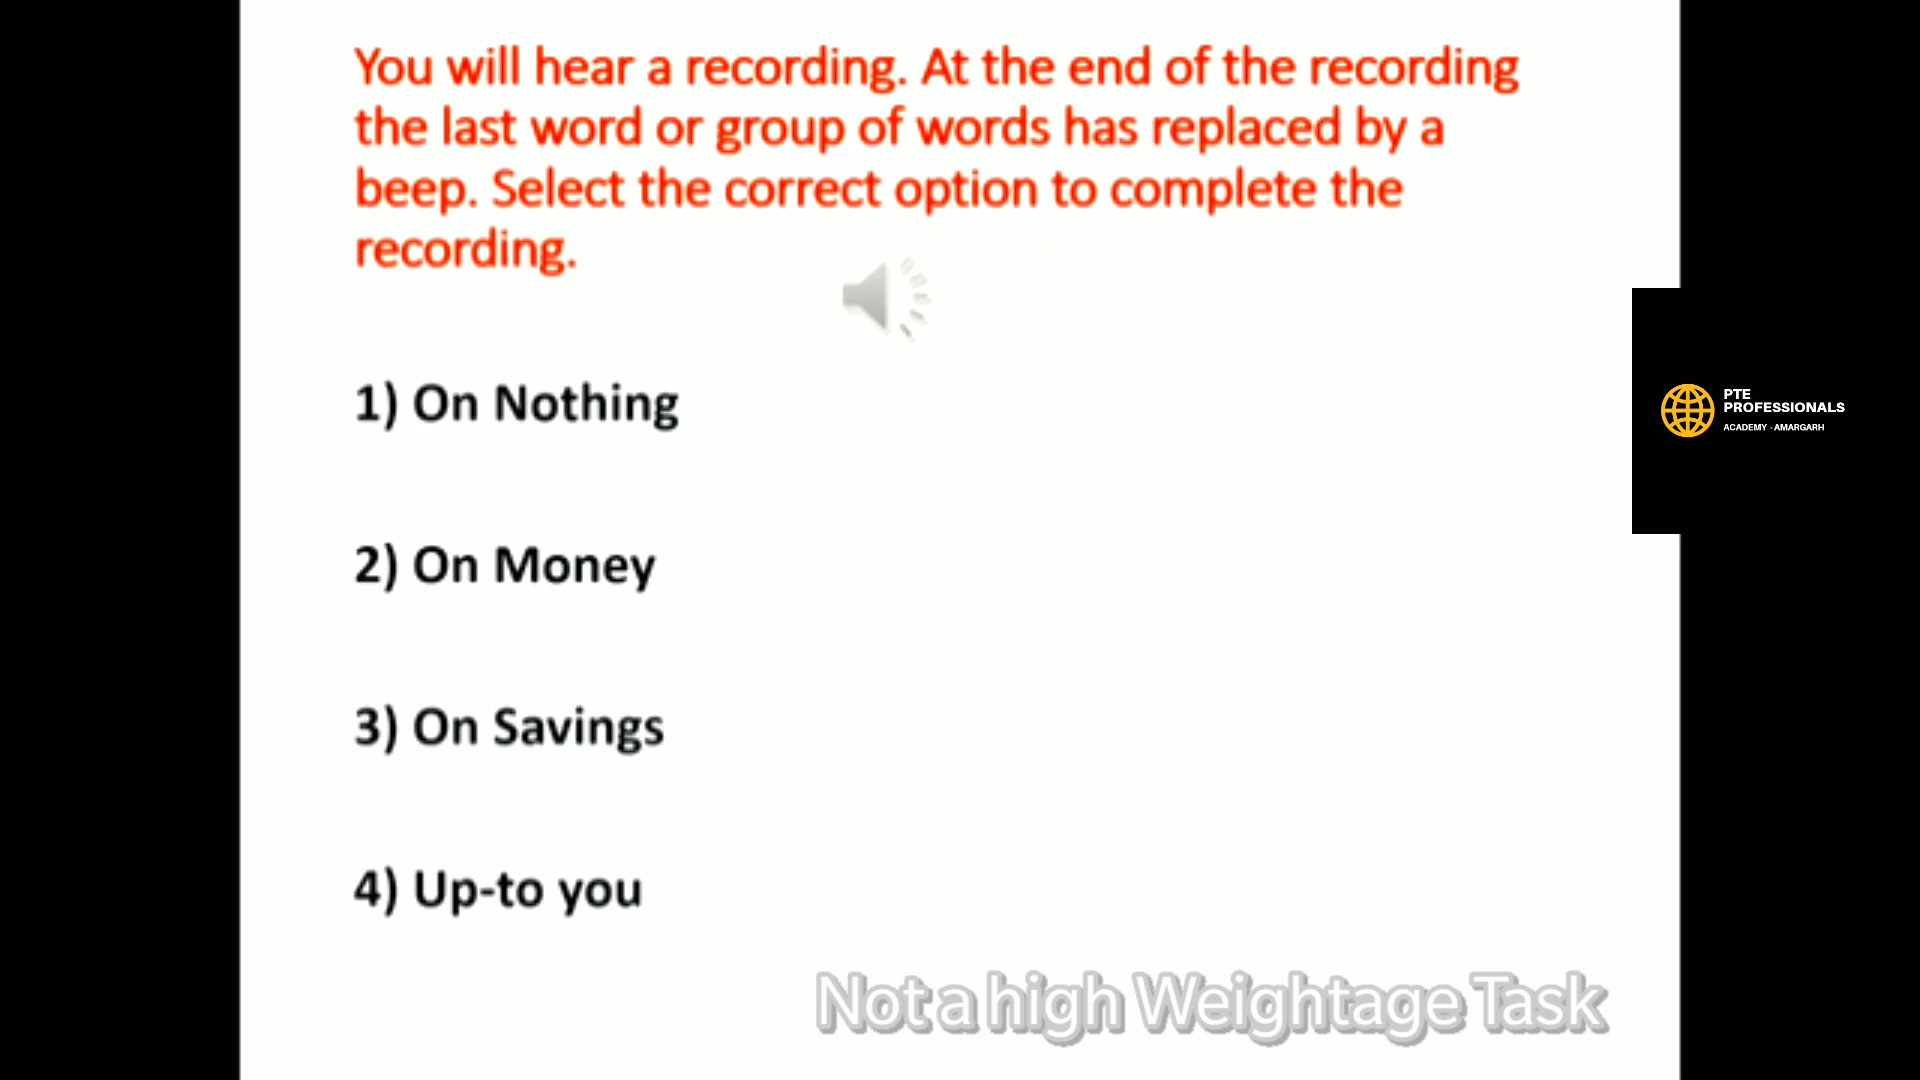 You will hear a recording. At the end of the recording
the last word or group of words has replaced by a
beep. Select the correct option to complete the
recording.
1) On Nothing
2) On Money
3) On Savings
4) Up-to you
PTE
PROFESSIONALS
ACADEMY - AMARGARH
Not a high Weightage Task